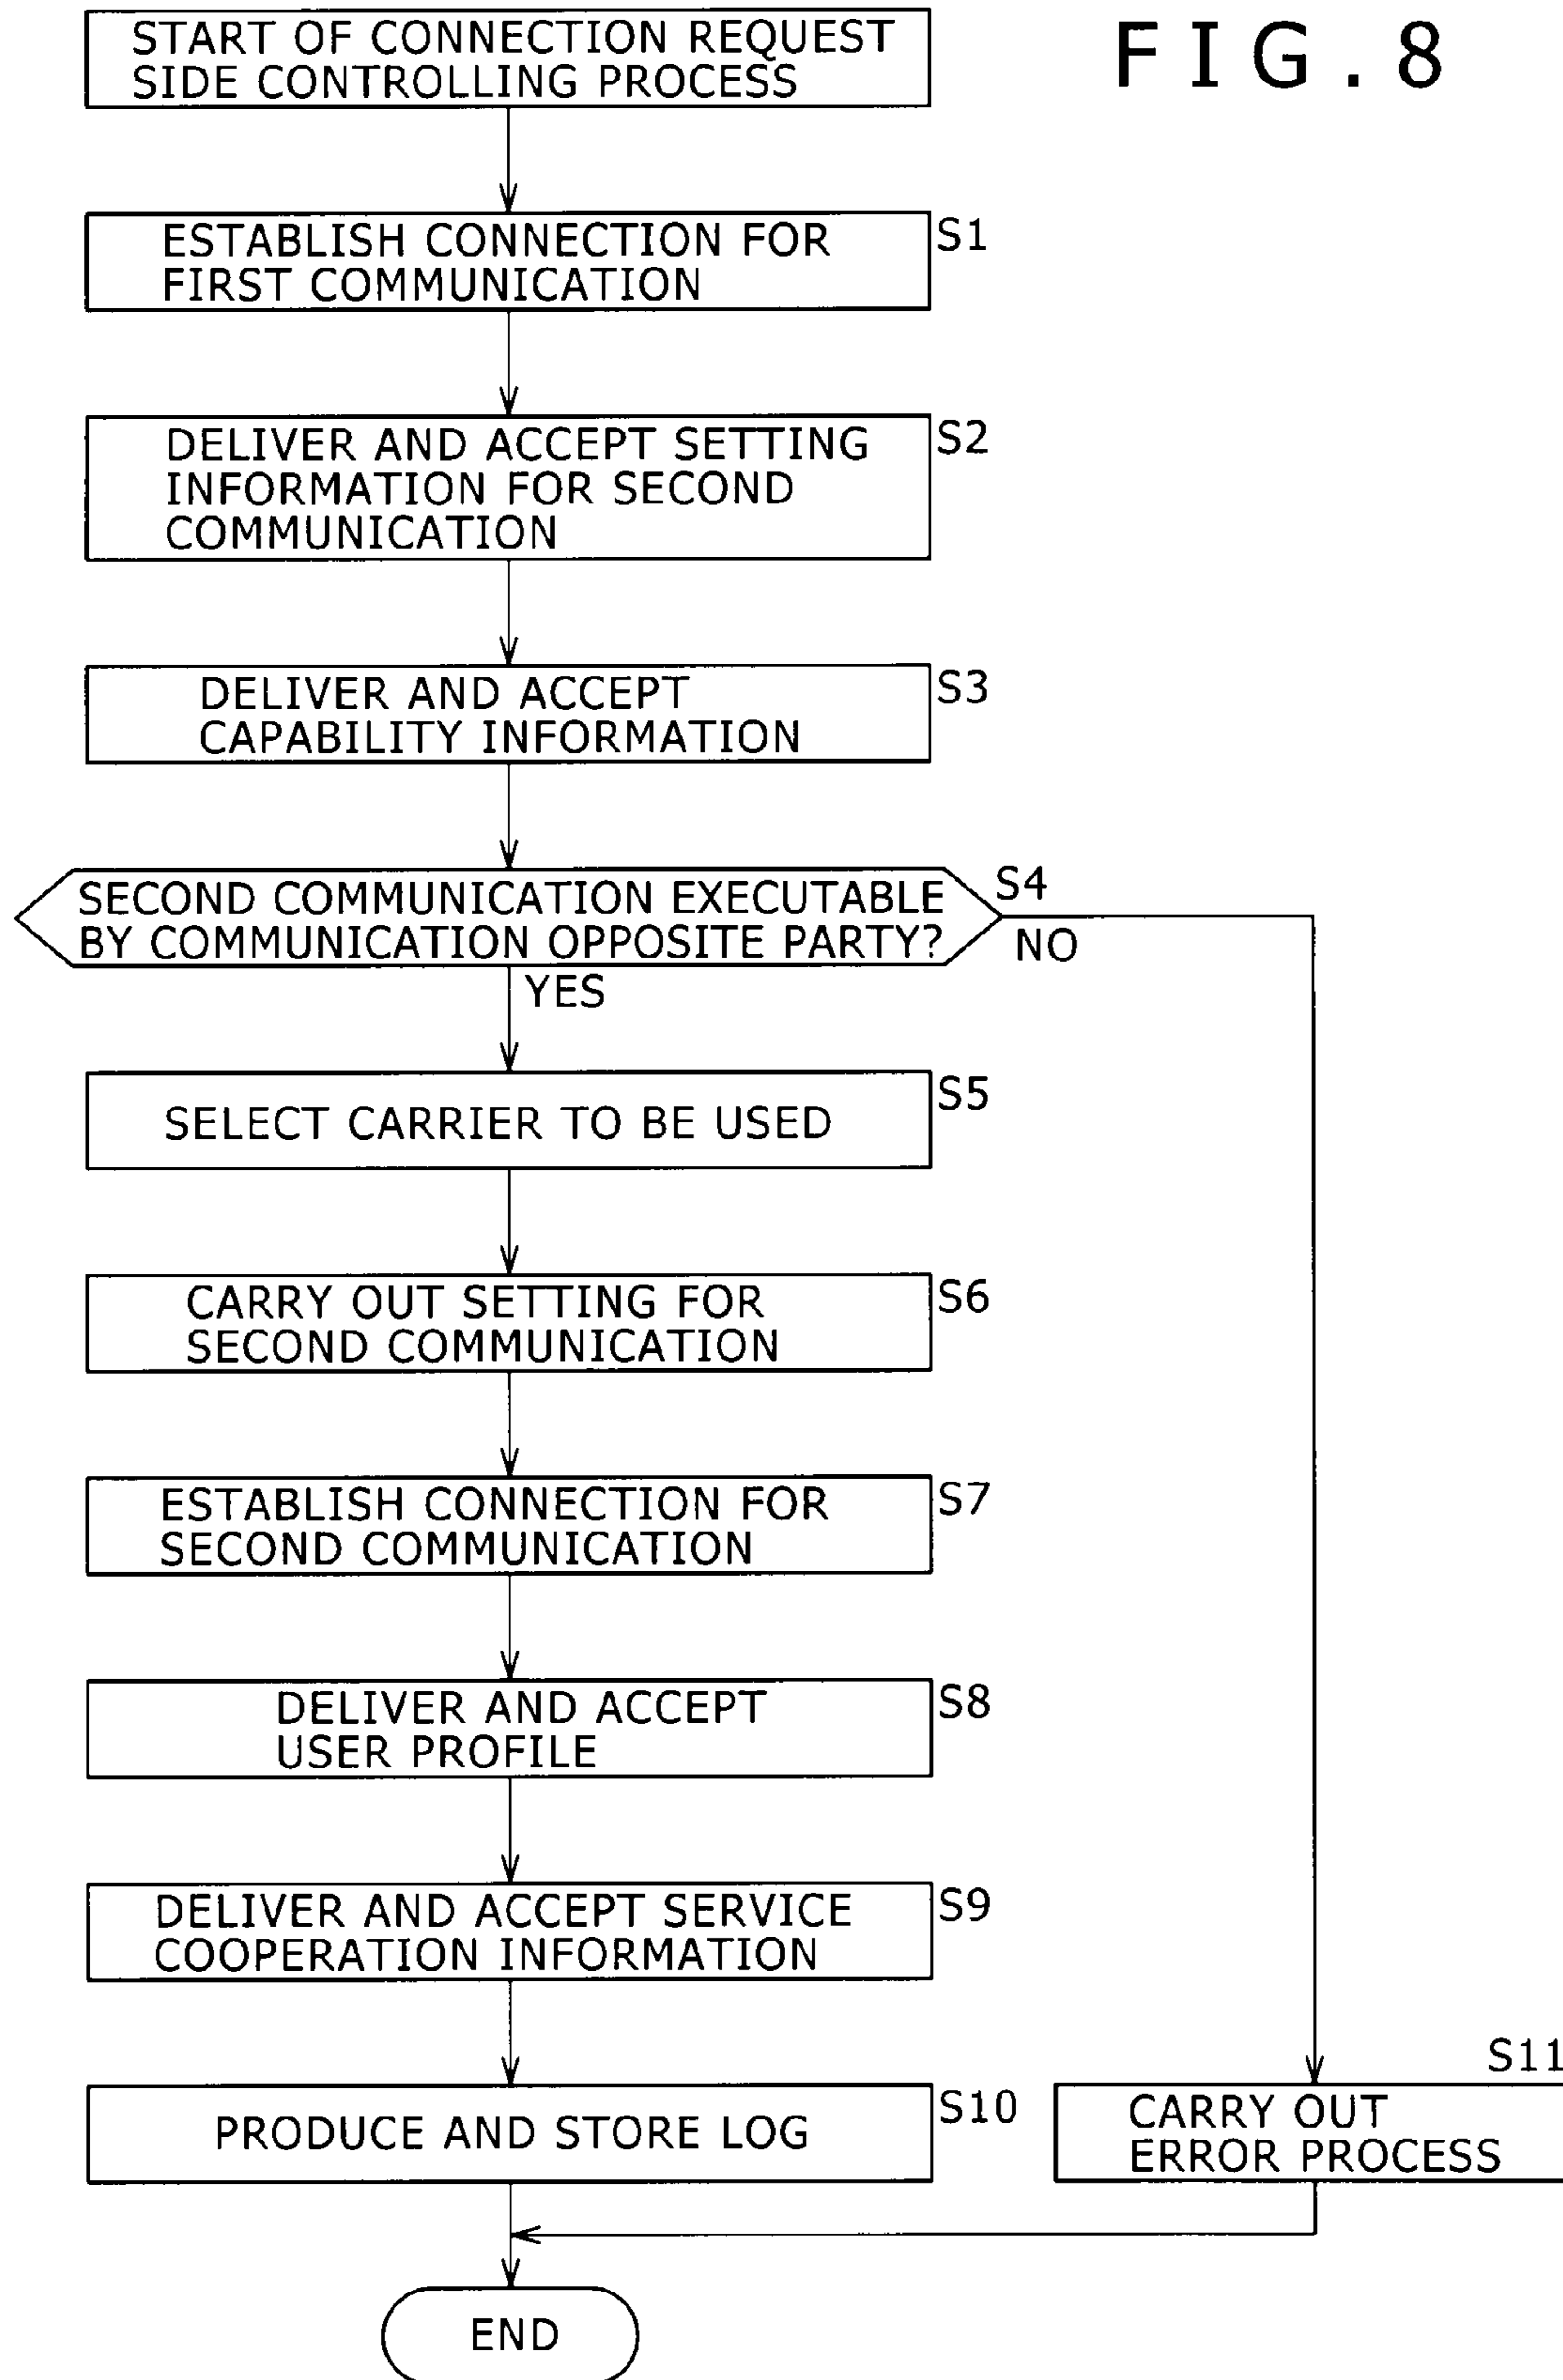 FIG. 8
START OF CONNECTION REQUEST
SIDE CONTROLLING PROCESS
ESTABLISH CONNECTION FOR
FIRST COMMUNICATION
S1
DELIVER AND ACCEPT SETTING
INFORMATION FOR SECOND
COMMUNICATION
S2
DELIVER AND ACCEPT
CAPABILITY INFORMATION
S3
SECOND COMMUNICATION EXECUTABLE
BY COMMUNICATION OPPOSITE PARTY?
S4
NO
YES
SELECT CARRIER TO BE USED
S5
CARRY OUT SETTING FOR
SECOND COMMUNICATION
S6
ESTABLISH CONNECTION FOR
SECOND COMMUNICATION
S7
DELIVER AND ACCEPT
USER PROFILE
S8
DELIVER AND ACCEPT SERVICE
COOPERATION INFORMATION
S9
PRODUCE AND STORE LOG
S10
S11
CARRY OUT
ERROR PROCESS
END